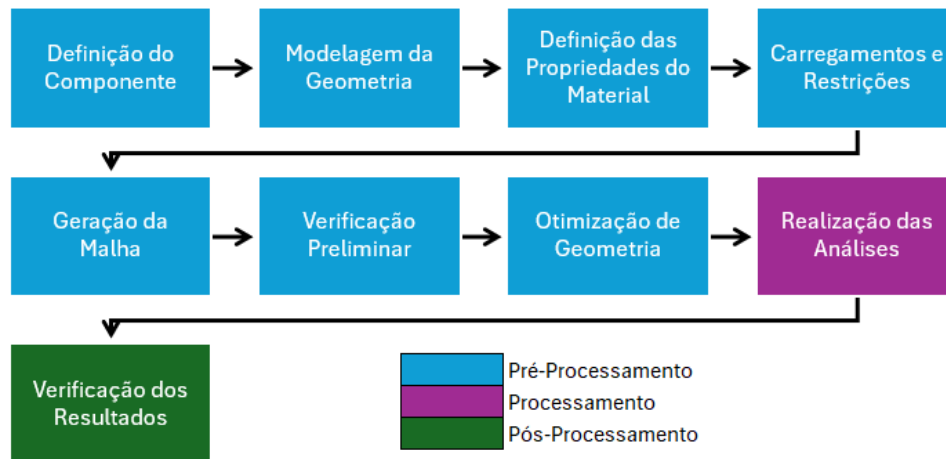 Definição do
Componente
Modelagem da
Geometria
Definição das
Propriedades do
Material
Carregamentos e
Restrições
Geração da
Malha
Verificação
Preliminar
Otimização de
Geometria
Realização das
Análises
Verificação dos
Resultados
Pré-Processamento
Processamento
Pós-Processamento